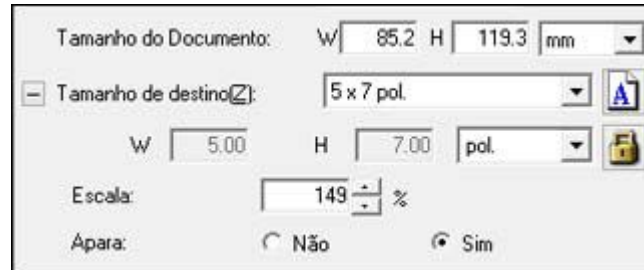 Tamanho do Documento: W 85.2 H 119.3 mm
Tamanho de destino(Z): 5 x 7 pol. A
W 5.00 H 7.00 pol.
Escala: 149 %
Apara: Não Sim